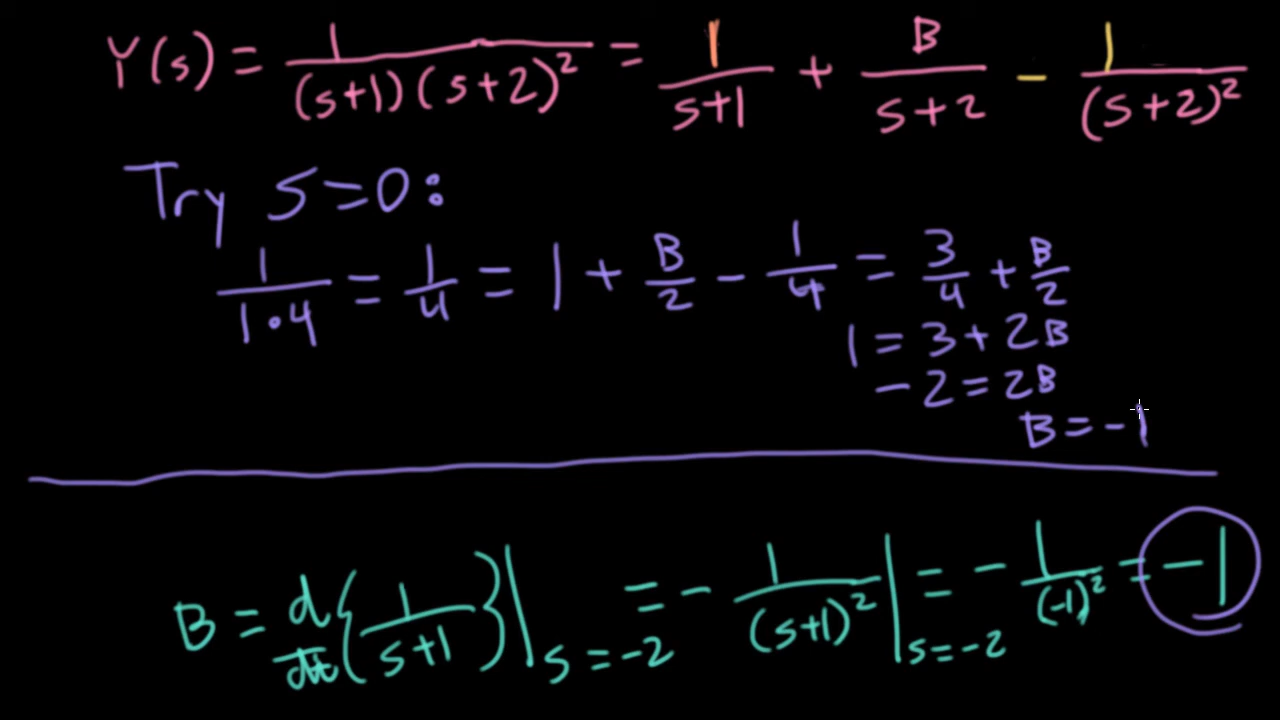 Y(s) = 1/((s+1)(s+2)²) = 1/(s+1) + B/(s+2) - 1/(s+2)²
Try s=0:
1/(1·4) = 1/4 = 1 + B/2 - 1/4 = 3/4 + B/2
1 = 3 + 2B
-2 = 2B
B = -1
B = d/dt {1/(s+1)}|s=-2 = - 1/(s+1)²|s=-2 = - 1/(-1)² = -1